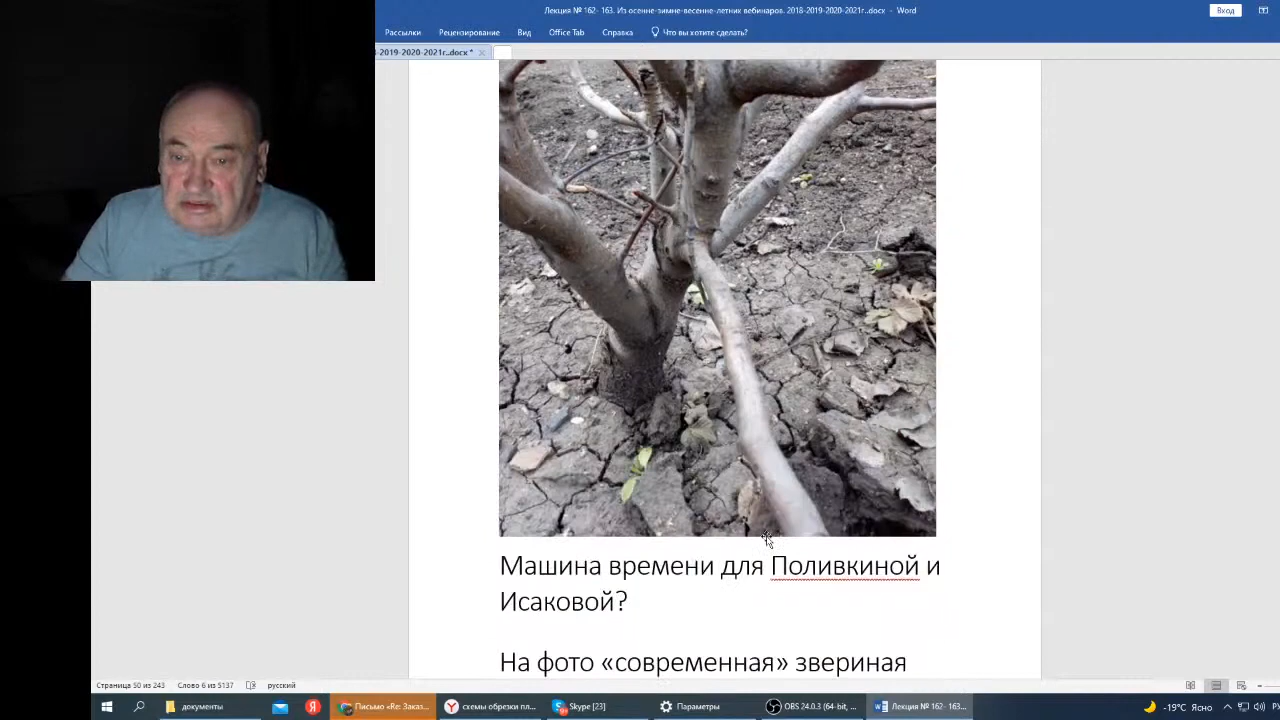 Лекция № 162- 163. Из осенне-зимне-весенне-летних вебинаров. 2018-2019-2020-2021г..docx - Word
Вход
Рассылки Рецензирование Вид Office Tab Справка Что вы хотите сделать?
-2019-2020-2021г..docx *
Машина времени для Поливкиной и
Исаковой?
На фото «современная» звериная
Страница 50 из 243 Слово 6 из 5137 русский
документы
Я
Письмо «Re: Заказ...
Y
схемы обрезки пл...
Skype [23]
Параметры
OBS 24.0.3 (64-bit, ...
Лекция № 162- 163...
-19°C Ясно